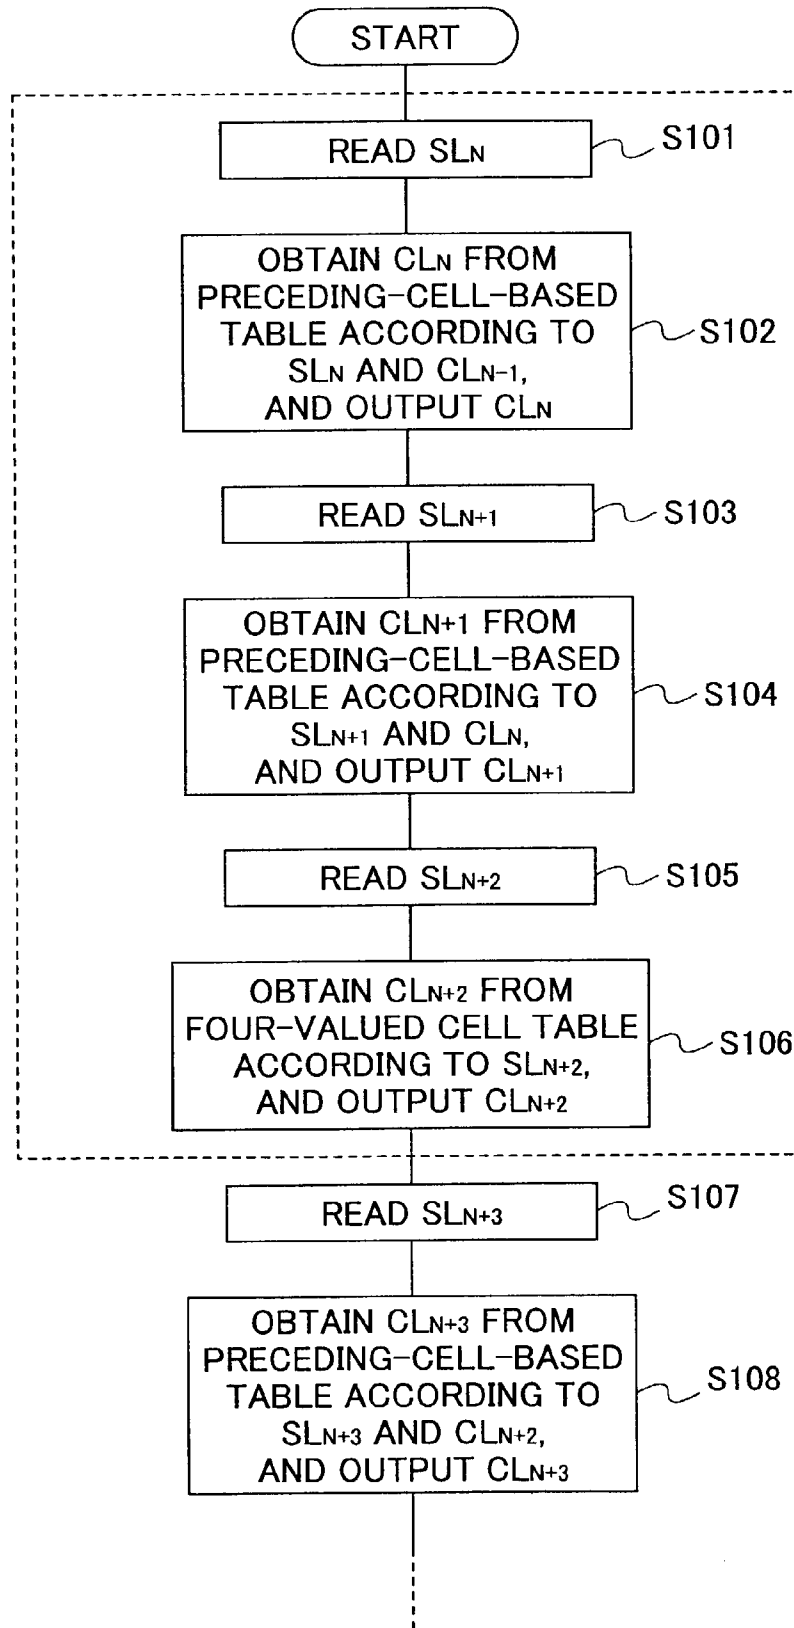 START
READ SLN
S101
OBTAIN CLN FROM
PRECEDING-CELL-BASED
TABLE ACCORDING TO
SLN AND CLN-1,
AND OUTPUT CLN
S102
READ SLN+1
S103
OBTAIN CLN+1 FROM
PRECEDING-CELL-BASED
TABLE ACCORDING TO
SLN+1 AND CLN,
AND OUTPUT CLN+1
S104
READ SLN+2
S105
OBTAIN CLN+2 FROM
FOUR-VALUED CELL TABLE
ACCORDING TO SLN+2,
AND OUTPUT CLN+2
S106
READ SLN+3
S107
OBTAIN CLN+3 FROM
PRECEDING-CELL-BASED
TABLE ACCORDING TO
SLN+3 AND CLN+2,
AND OUTPUT CLN+3
S108